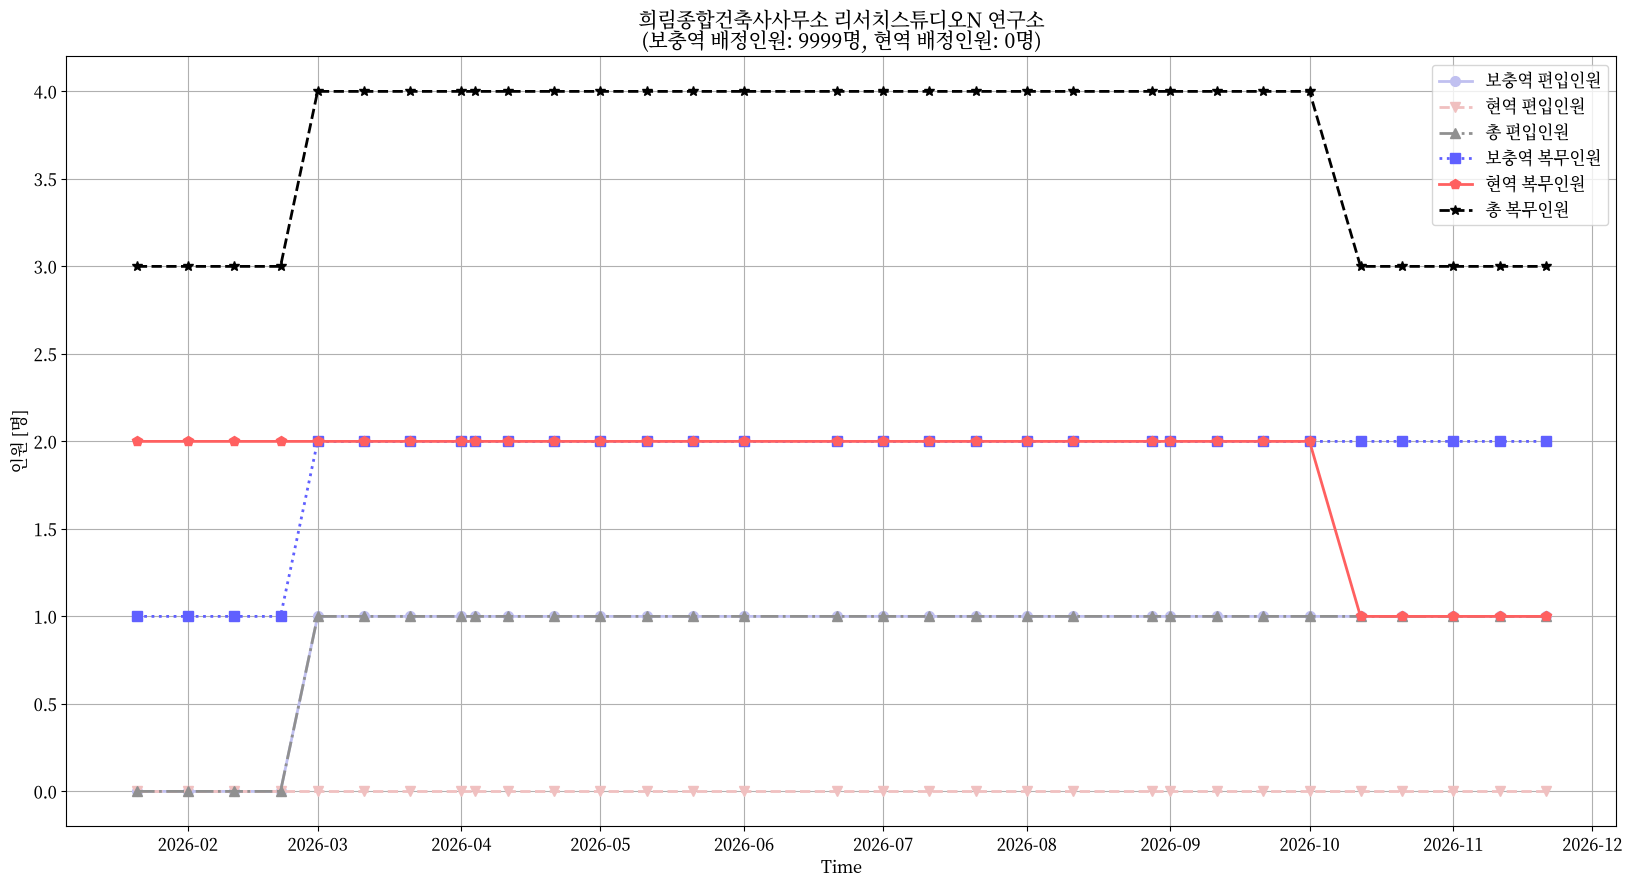 희림종합건축사사무소 리서치스튜디오N 연구소
(보충역 배정인원: 9999명, 현역 배정인원: 0명)
보충역 편입인원
현역 편입인원
총 편입인원
보충역 복무인원
현역 복무인원
총 복무인원
인원 [명]
4.0
3.5
3.0
2.5
2.0
1.5
1.0
0.5
0.0
2026-02
2026-03
2026-04
2026-05
2026-06
2026-07
2026-08
2026-09
2026-10
2026-11
2026-12
Time